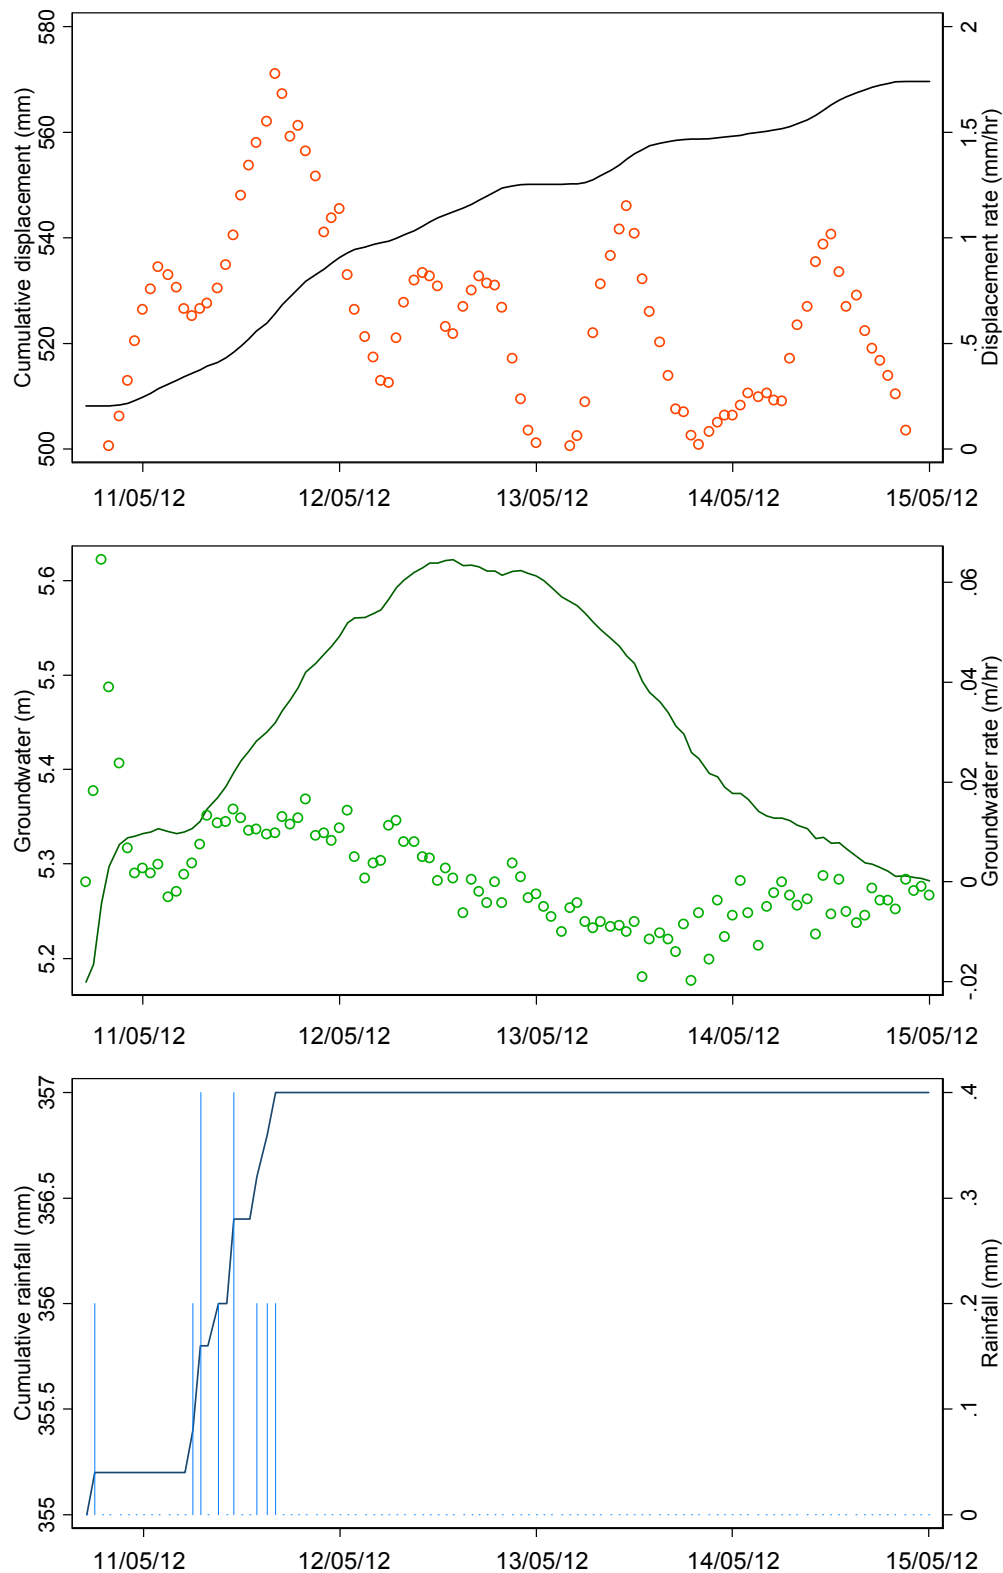 Cumulative displacement (mm)
500 520 540 560 580
Displacement rate (mm/hr)
0 .5 1 1.5 2
11/05/12 12/05/12 13/05/12 14/05/12 15/05/12
Groundwater (m)
5.2 5.3 5.4 5.5 5.6
Groundwater rate (m/hr)
-.02 0 .02 .04 .06
11/05/12 12/05/12 13/05/12 14/05/12 15/05/12
Cumulative rainfall (mm)
355 355.5 356 356.5 357
Rainfall (mm)
0 .1 .2 .3 .4
11/05/12 12/05/12 13/05/12 14/05/12 15/05/12